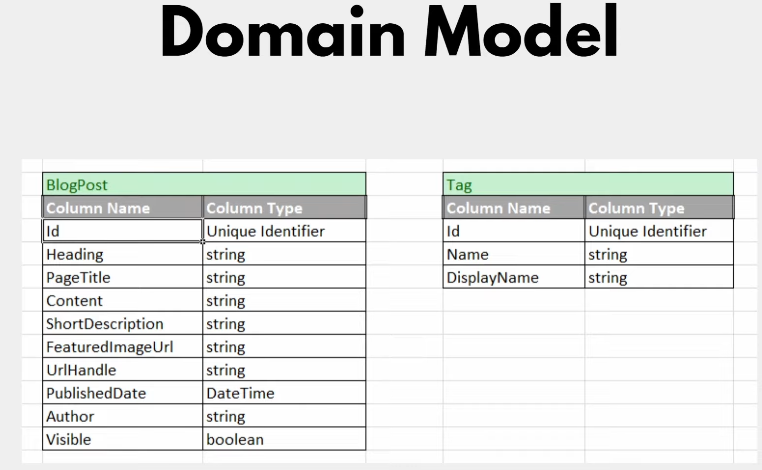 Domain Model
BlogPost
Column Name Column Type
Id Unique Identifier
Heading string
PageTitle string
Content string
ShortDescription string
FeaturedImageUrl string
UrlHandle string
PublishedDate DateTime
Author string
Visible boolean
Tag
Column Name Column Type
Id Unique Identifier
Name string
DisplayName string